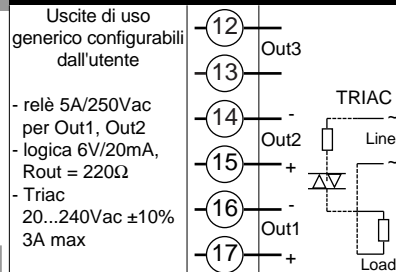 Uscite di uso
generico configurabili
dall'utente
- relè 5A/250Vac
per Out1, Out2
- logica 6V/20mA,
Rout = 220Ω
- Triac
20...240Vac ±10%
3A max
12
Out3
13
14
-
Out2
15
+
16
-
Out1
17
+
TRIAC
~
Line
~
Load